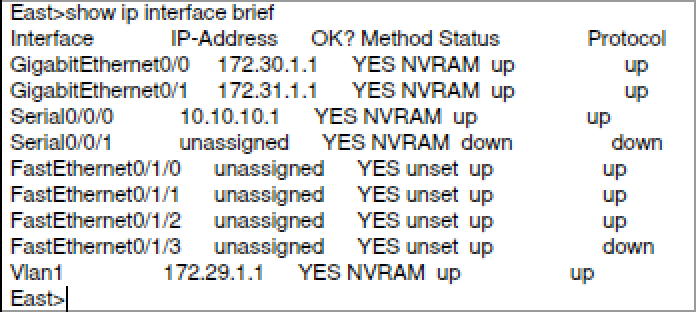 East>show ip interface brief
Interface IP-Address OK? Method Status Protocol
GigabitEthernet0/0 172.30.1.1 YES NVRAM up up
GigabitEthernet0/1 172.31.1.1 YES NVRAM up up
Serial0/0/0 10.10.10.1 YES NVRAM up up
Serial0/0/1 unassigned YES NVRAM down down
FastEthernet0/1/0 unassigned YES unset up up
FastEthernet0/1/1 unassigned YES unset up up
FastEthernet0/1/2 unassigned YES unset up up
FastEthernet0/1/3 unassigned YES unset up down
Vlan1 172.29.1.1 YES NVRAM up up
East>